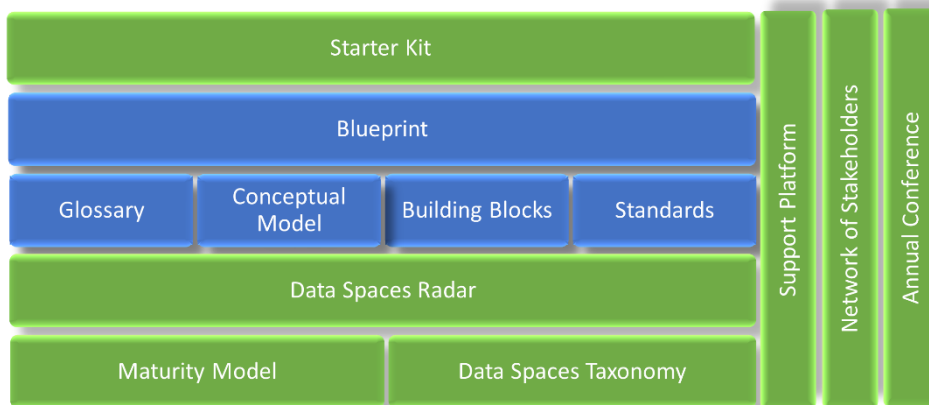 Starter Kit
Blueprint
Glossary
Conceptual
Model
Building Blocks
Standards
Data Spaces Radar
Maturity Model
Data Spaces Taxonomy
Support Platform
Network of Stakeholders
Annual Conference